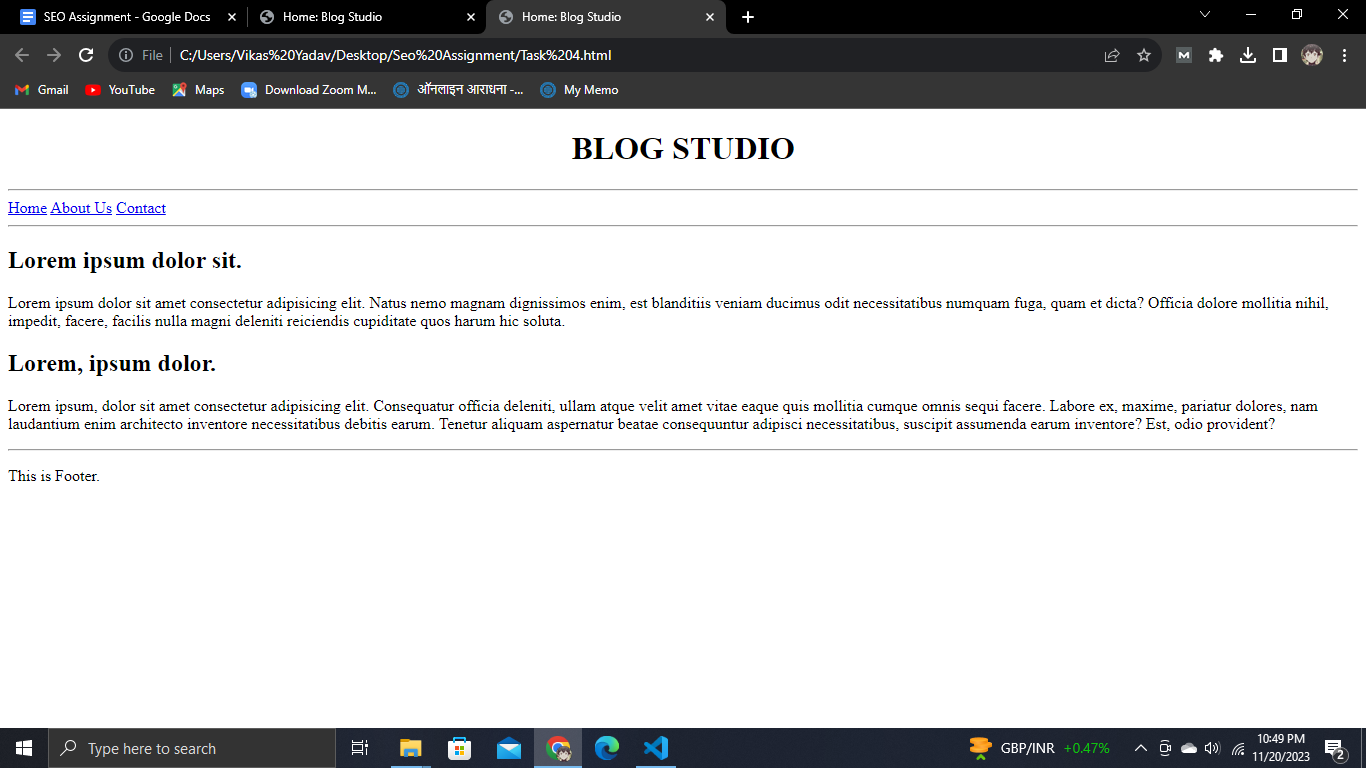 SEO Assignment - Google Docs
Home: Blog Studio
Home: Blog Studio
File
C:/Users/Vikas%20Yadav/Desktop/Seo%20Assignment/Task%204.html
M
Gmail
YouTube
Maps
Download Zoom M...
ऑनलाइन आराधना -...
My Memo
BLOG STUDIO
Home About Us Contact
Lorem ipsum dolor sit.
Lorem ipsum dolor sit amet consectetur adipisicing elit. Natus nemo magnam dignissimos enim, est blanditiis veniam ducimus odit necessitatibus numquam fuga, quam et dicta? Officia dolore mollitia nihil,
impedit, facere, facilis nulla magni deleniti reiciendis cupiditate quos harum hic soluta.
Lorem, ipsum dolor.
Lorem ipsum, dolor sit amet consectetur adipisicing elit. Consequatur officia deleniti, ullam atque velit amet vitae eaque quis mollitia cumque omnis sequi facere. Labore ex, maxime, pariatur dolores, nam
laudantium enim architecto inventore necessitatibus debitis earum. Tenetur aliquam aspernatur beatae consequuntur adipisci necessitatibus, suscipit assumenda earum inventore? Est, odio provident?
This is Footer.
Type here to search
GBP/INR +0.47%
10:49 PM
11/20/2023
2